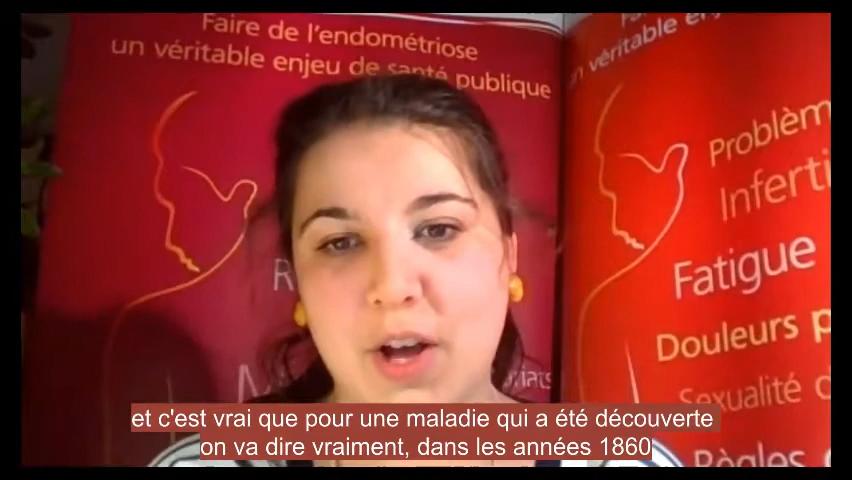 Faire de l'endométriose
un véritable enjeu de santé publique
un véritable
Problèm
Inferti
Fatigue
Douleurs p
Sexualité d
Règles
et c'est vrai que pour une maladie qui a été découverte
on va dire vraiment, dans les années 1860